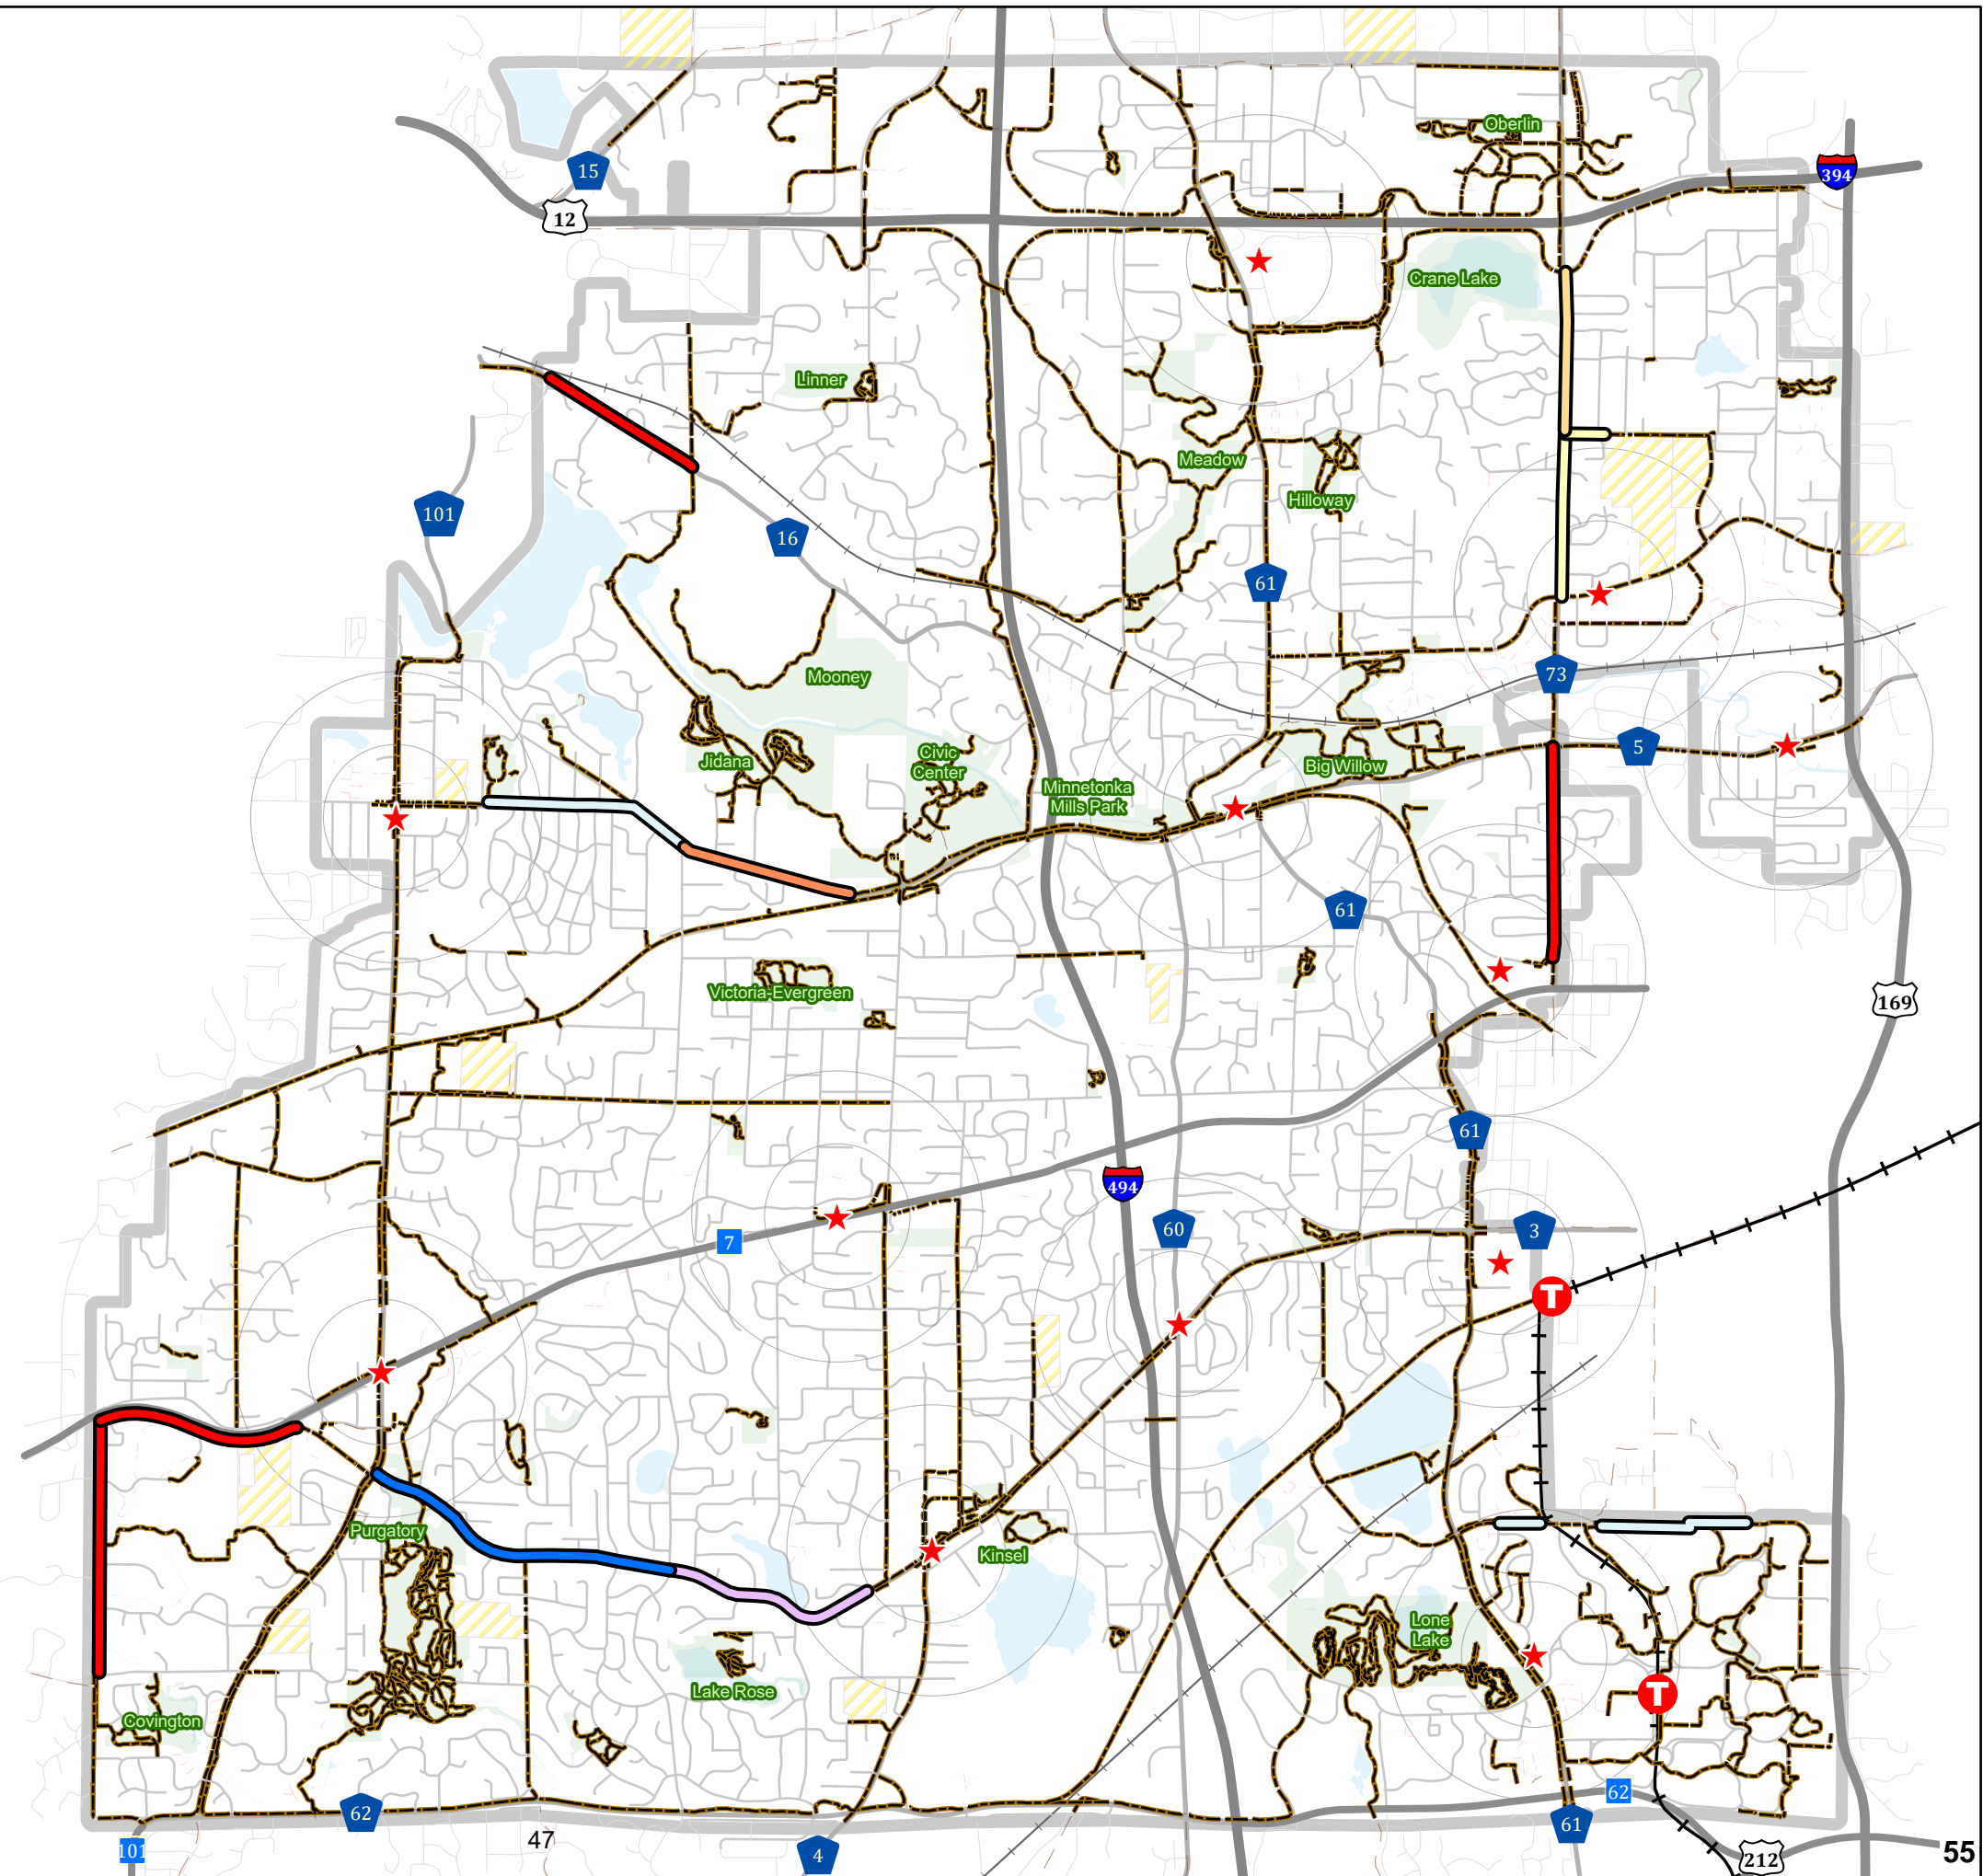 Oberlin
15
394
12
Crane Lake
Linner
Meadow
Hilloway
101
16
61
Mooney
73
5
Civic
Center
Jidana
Big Willow
Minnetonka
Mills Park
61
Victoria-Evergreen
169
61
494
60
3
7
Purgatory
Kinsel
Lone
Lake
Lake Rose
Covington
62
62
61
47
101
4
212
55